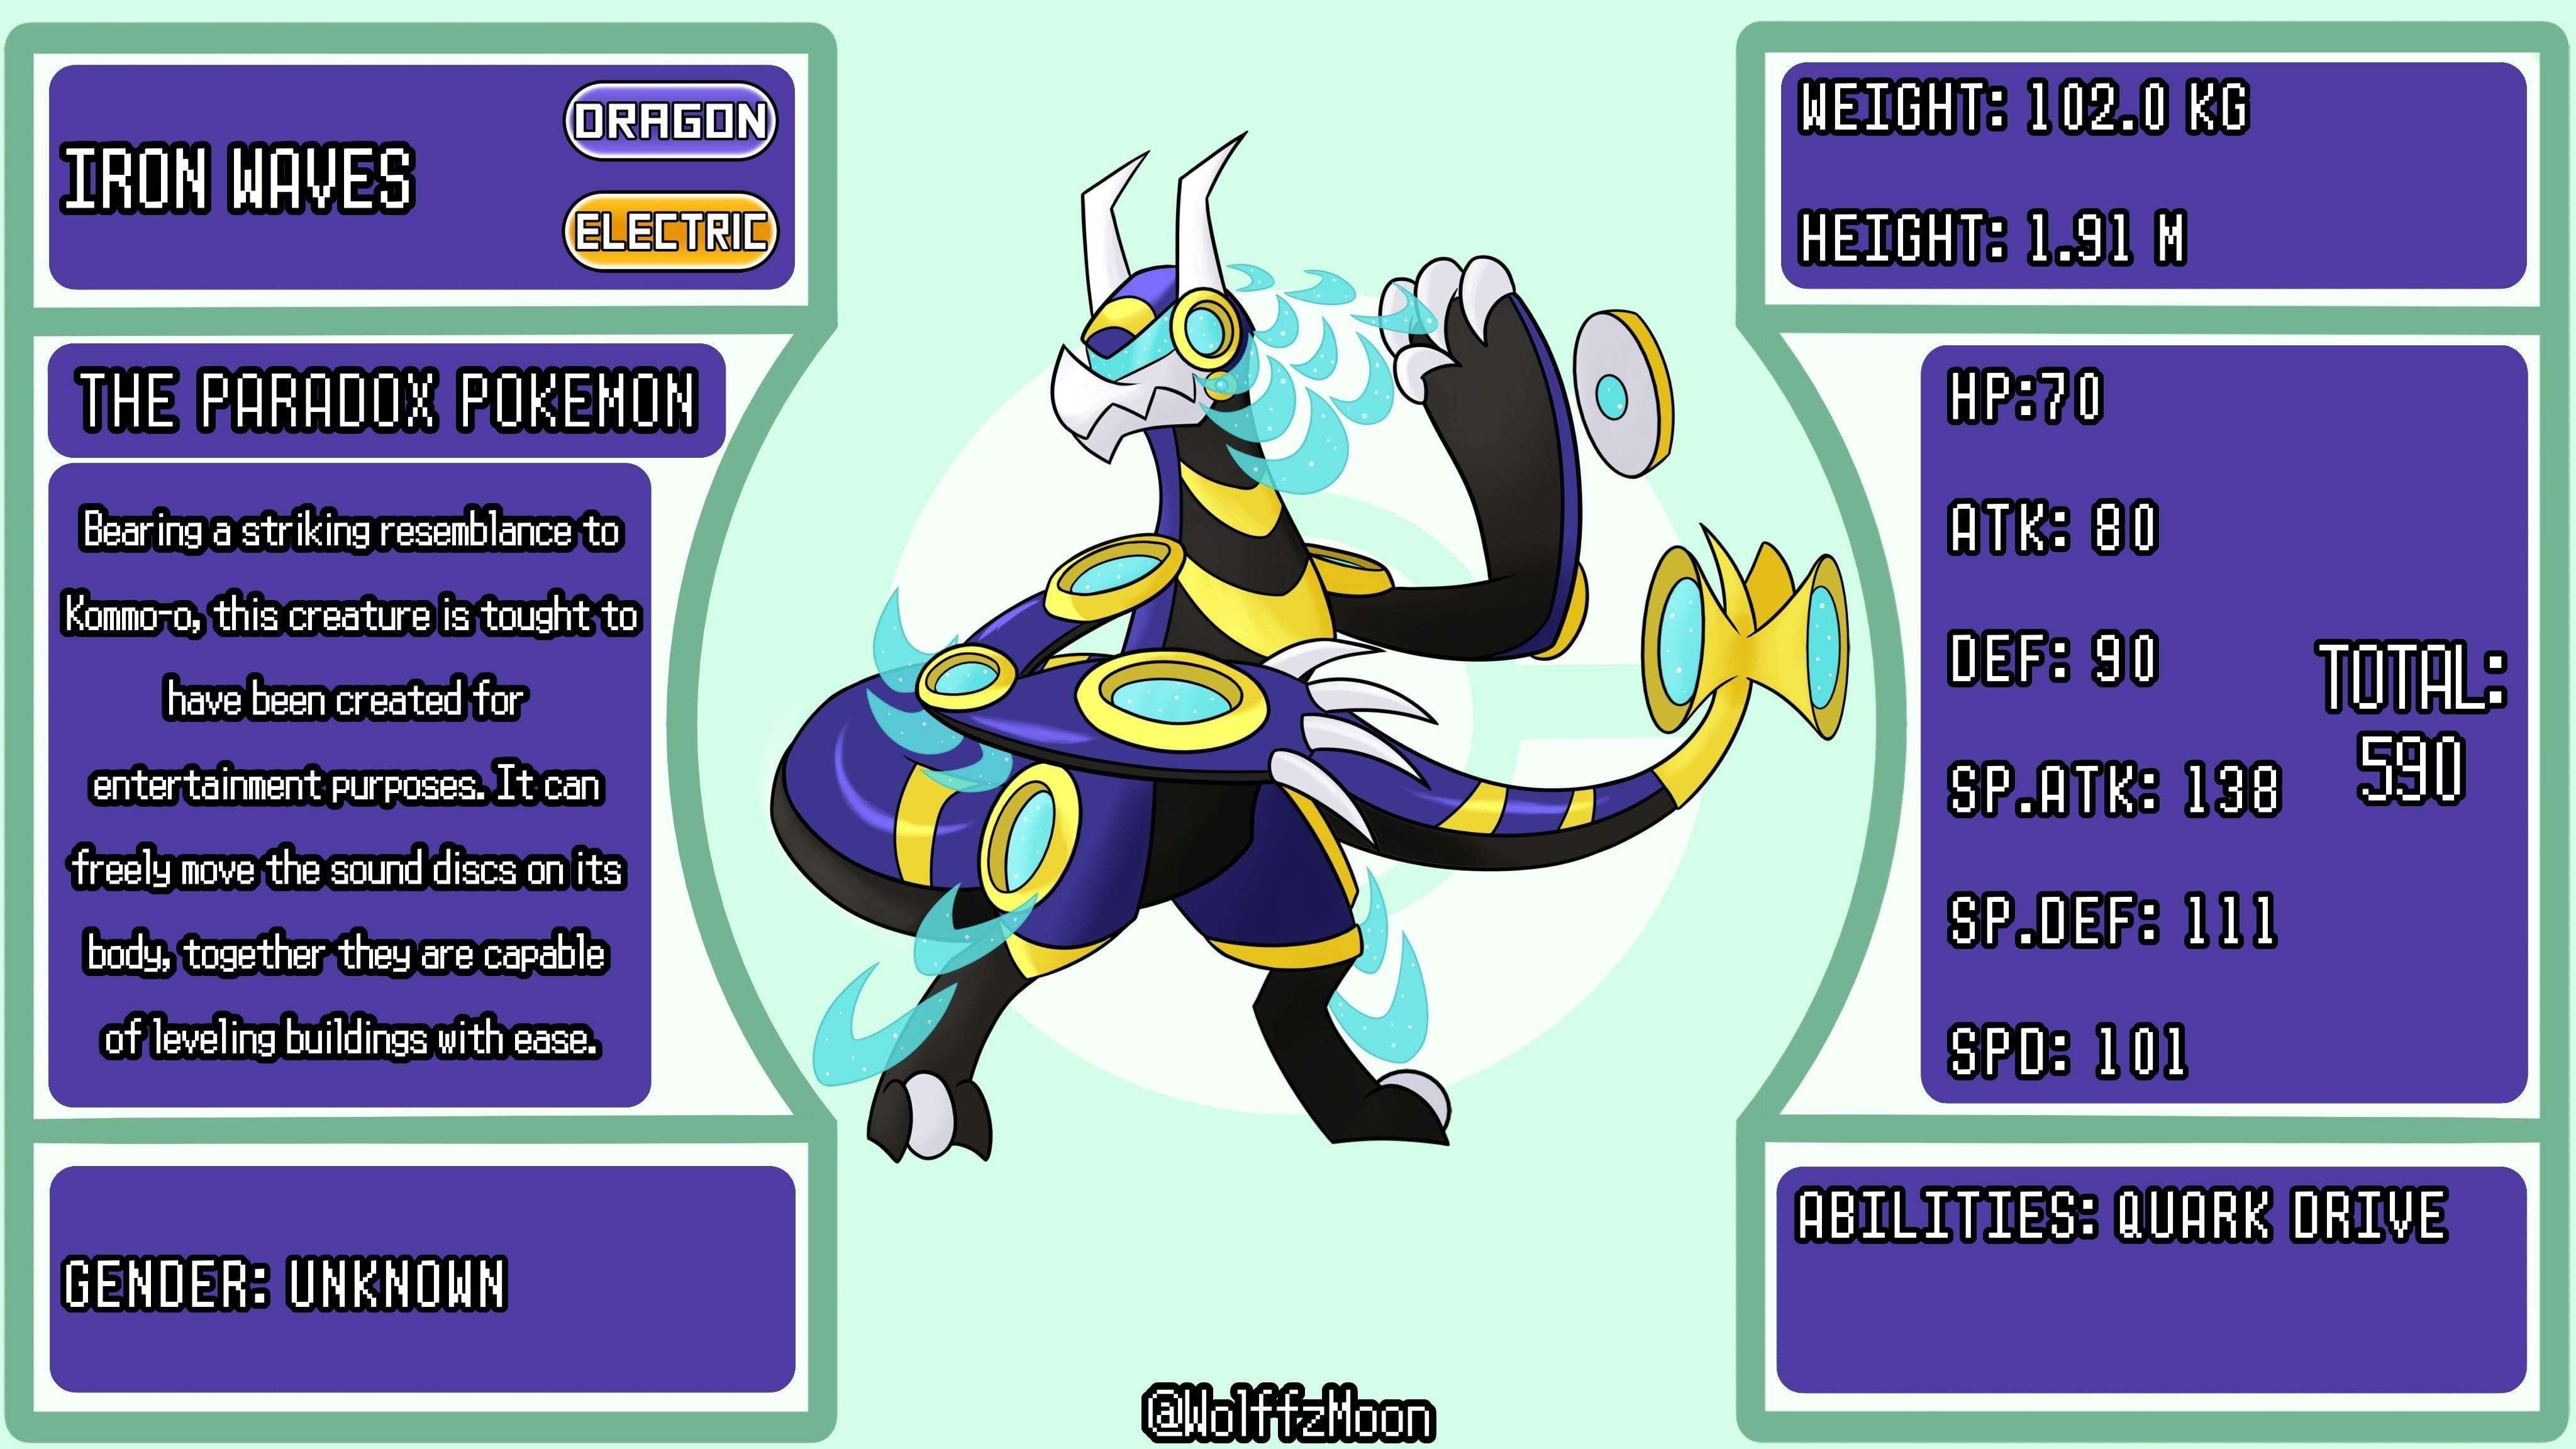 IRON WAVES
DRAGON
ELECTRIC
THE PARADOX POKEMON
Bearing a striking resemblance to
Kommo-o, this creature is tought to
have been created for
entertainment purposes. It can
freely move the sound discs on its
body, together they are capable
of leveling buildings with ease.
GENDER: UNKNOWN
WEIGHT: 102.0 KG
HEIGHT: 1.91 M
HP:70
ATK: 80
DEF: 90
SP.ATK: 138
SP.DEF: 111
SPD: 101
TOTAL:
590
ABILITIES: QUARK DRIVE
@WolffzMoon